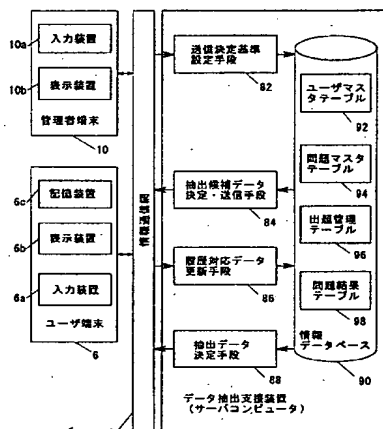 10a
入力装置
10b
表示装置
管理者端末
10
6c
記憶装置
6b
表示装置
6a
入力装置
ユーザ端末
6
情報通信網
送信決定基準
設定手段
82
抽出候補データ
決定・送信手段
84
履歴対応データ
更新手段
86
抽出データ
決定手段
88
ユーザマス
タテーブル
92
問題マスタ
テーブル
94
出題管理
テーブル
96
問題結果
テーブル
98
情報
データベース
90
データ抽出支援装置
(サーバコンピュータ)